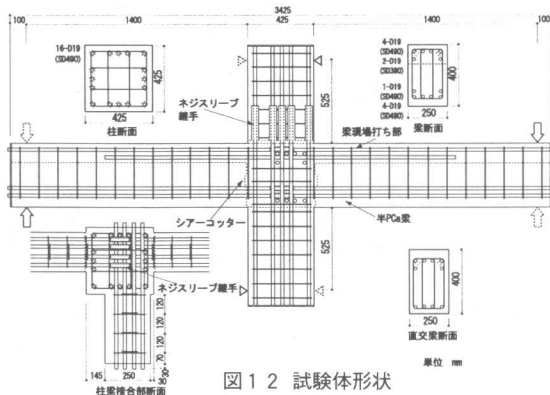 3425
100
1400
425
1400
100
16-D19
(SD490)
425
425
柱断面
ネジスリーブ
継手
525
4-D19
(SD490)
2-D19
(SD390)
1-D19
(SD490)
4-D19
(SD490)
400
250
梁断面
梁現場打ち部
シアーコッター
半PCa梁
525
ネジスリーブ継手
120
120
70
30
30
145
250
柱梁接合部断面
400
250
直交梁断面
単位 mm
図12 試験体形状